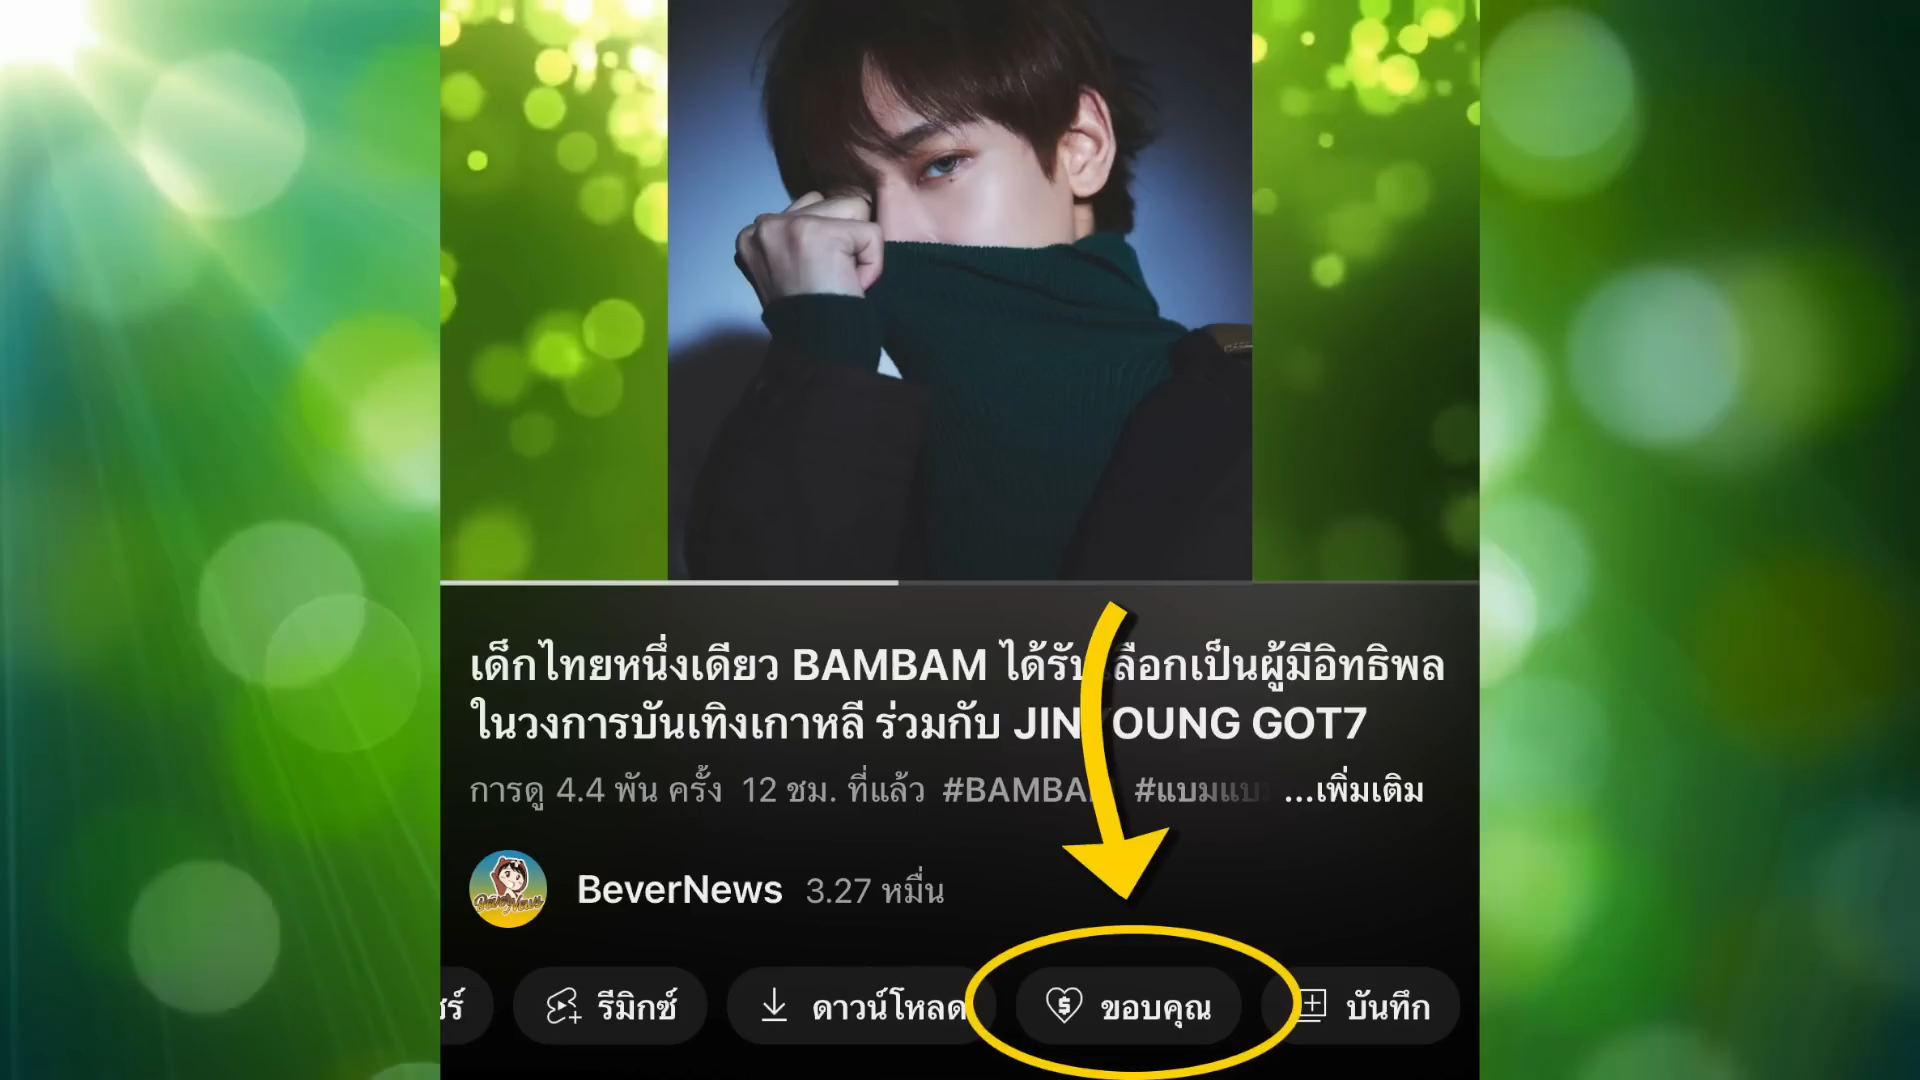 เด็กไทยหนึ่งเดียว BAMBAM ได้รับเลือกเป็นผู้มีอิทธิพล
ในวงการบันเทิงเกาหลี ร่วมกับ JINYOUNG GOT7
การดู 4.4 พัน ครั้ง 12 ชม. ที่แล้ว #BAMBA #แบมแบ ...เพิ่มเติม
BeverNews 3.27 หมื่น
ร์ รีมิกซ์ ดาวน์โหลด ขอบคุณ บันทึก